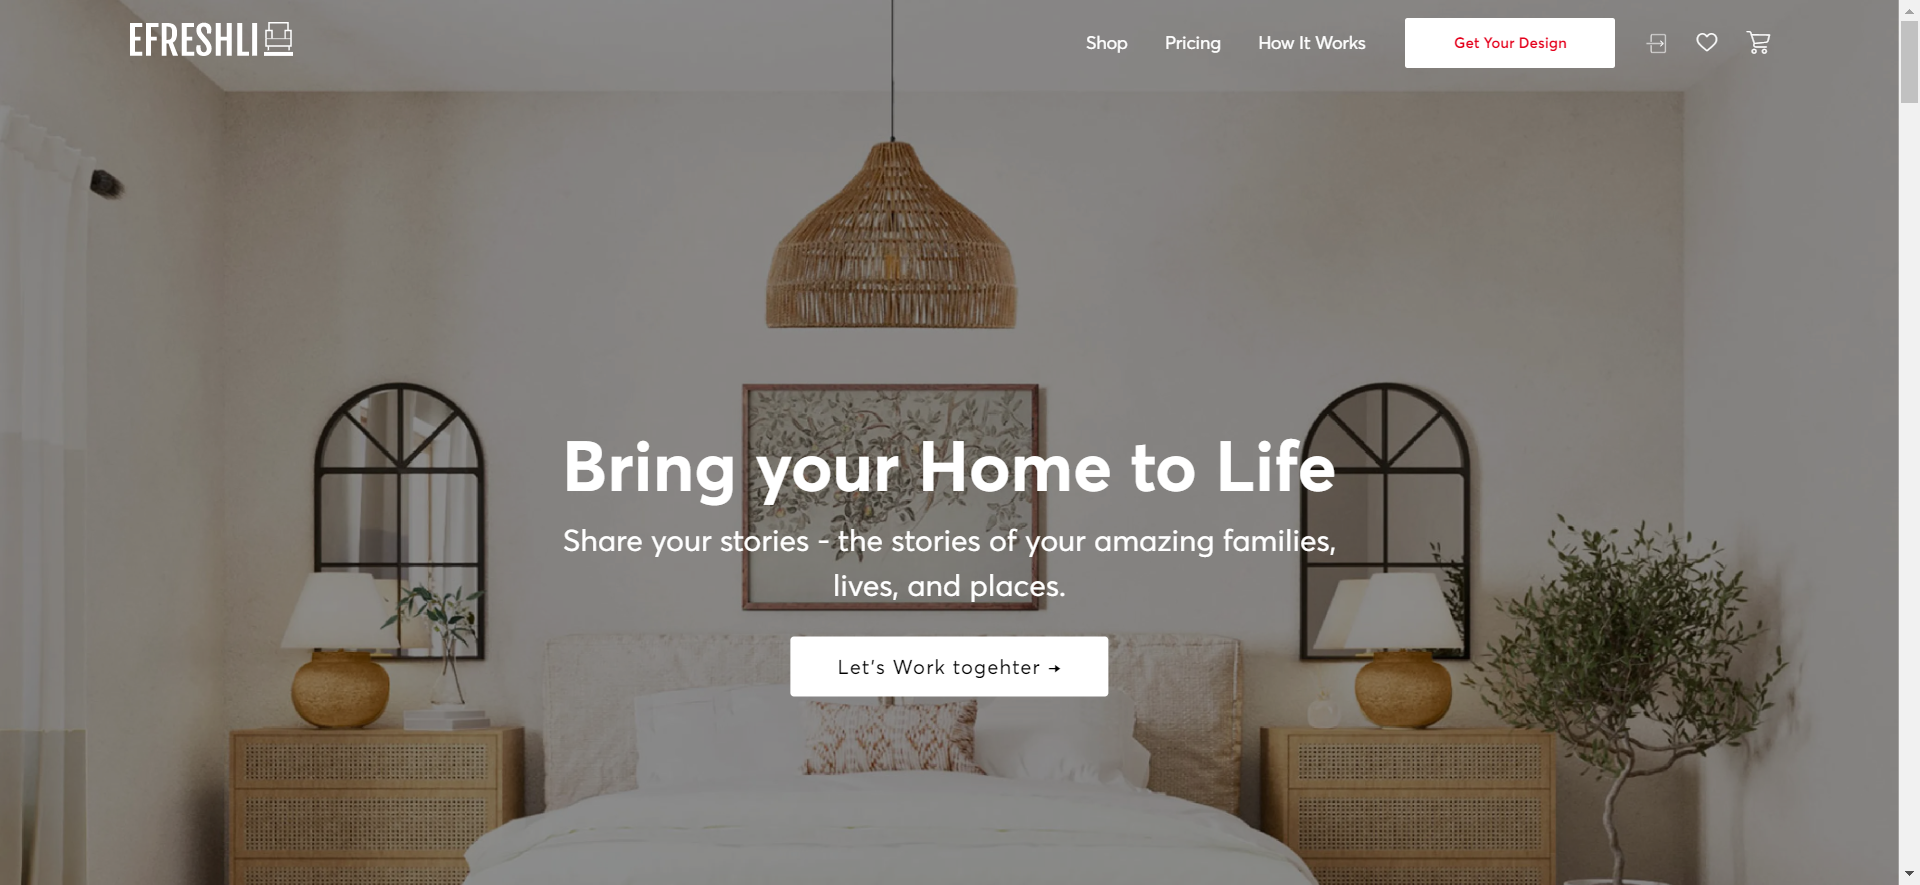 EFRESHLI
Shop Pricing How It Works Get Your Design
Bring your Home to Life
Share your stories - the stories of your amazing families,
lives, and places.
Let's Work togehter →